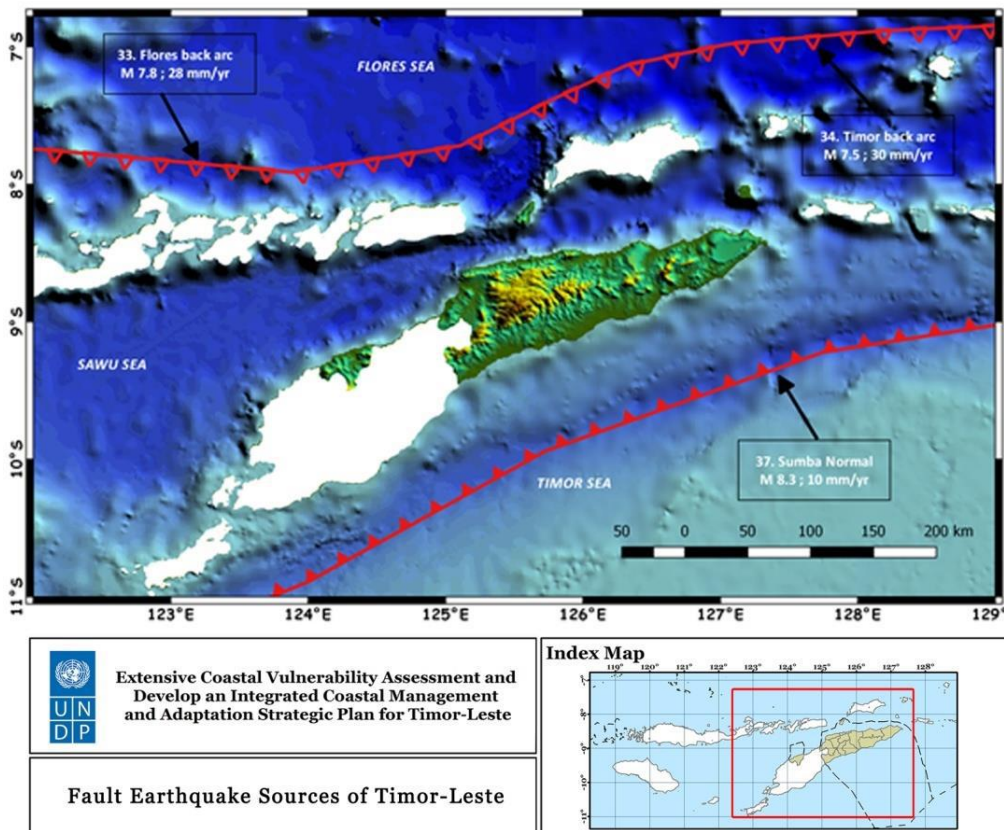 33. Flores back arc
M 7.8 ; 28 mm/yr
FLORES SEA
34. Timor back arc
M 7.5 ; 30 mm/yr
SAWU SEA
37. Sumba Normal
M 8.3 ; 10 mm/yr
TIMOR SEA
50 0 50 100 150 200 km
7°S
8°S
9°S
10°S
11°S
123°E 124°E 125°E 126°E 127°E 128°E 129°
U N
D P
Extensive Coastal Vulnerability Assessment and
Develop an Integrated Coastal Management
and Adaptation Strategic Plan for Timor-Leste
Fault Earthquake Sources of Timor-Leste
Index Map
119° 120° 121° 122° 123° 124° 125° 126° 127° 128°